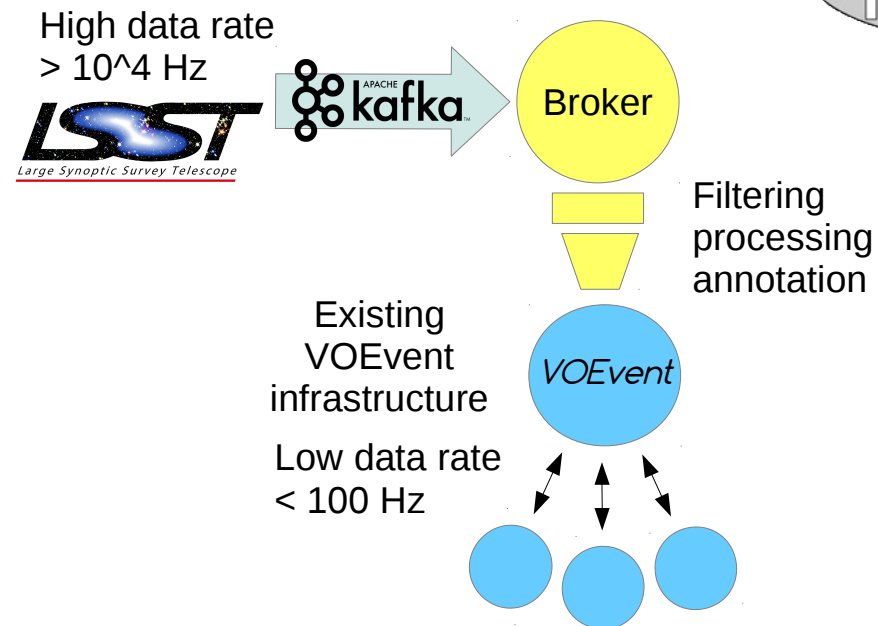 High data rate
> 10^4 Hz
LSST
Large Synoptic Survey Telescope
APACHE
kafka
Broker
Filtering
processing
annotation
Existing
VOEvent
infrastructure
VOEvent
Low data rate
< 100 Hz